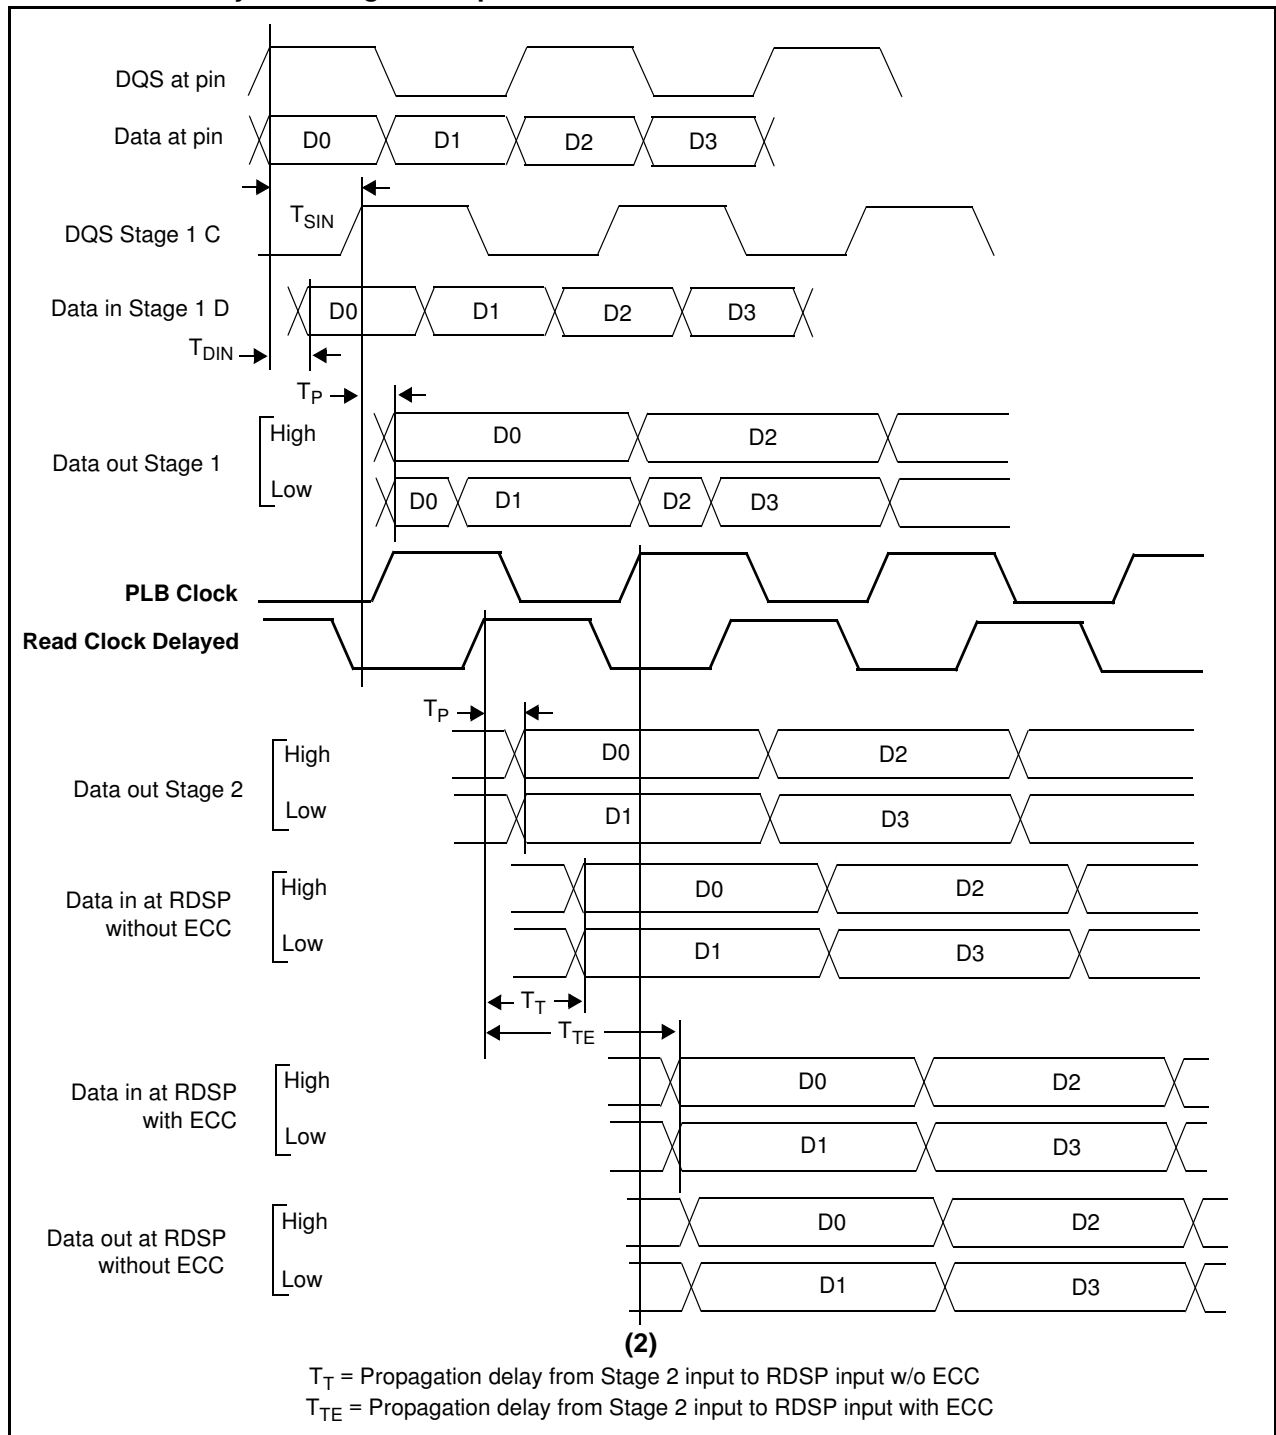 DQS at pin
Data at pin
D0 D1 D2 D3
TSIN
DQS Stage 1 C
Data in Stage 1 D
D0 D1 D2 D3
TDIN
TP
Data out Stage 1
High
D0 D2
Low
D0 D1 D2 D3
PLB Clock
Read Clock Delayed
TP
Data out Stage 2
High
D0 D2
Low
D1 D3
Data in at RDSP
without ECC
High
D0 D2
Low
D1 D3
TT
TTE
Data in at RDSP
with ECC
High
D0 D2
Low
D1 D3
Data out at RDSP
without ECC
High
D0 D2
Low
D1 D3
(2)
TT = Propagation delay from Stage 2 input to RDSP input w/o ECC
TTE = Propagation delay from Stage 2 input to RDSP input with ECC